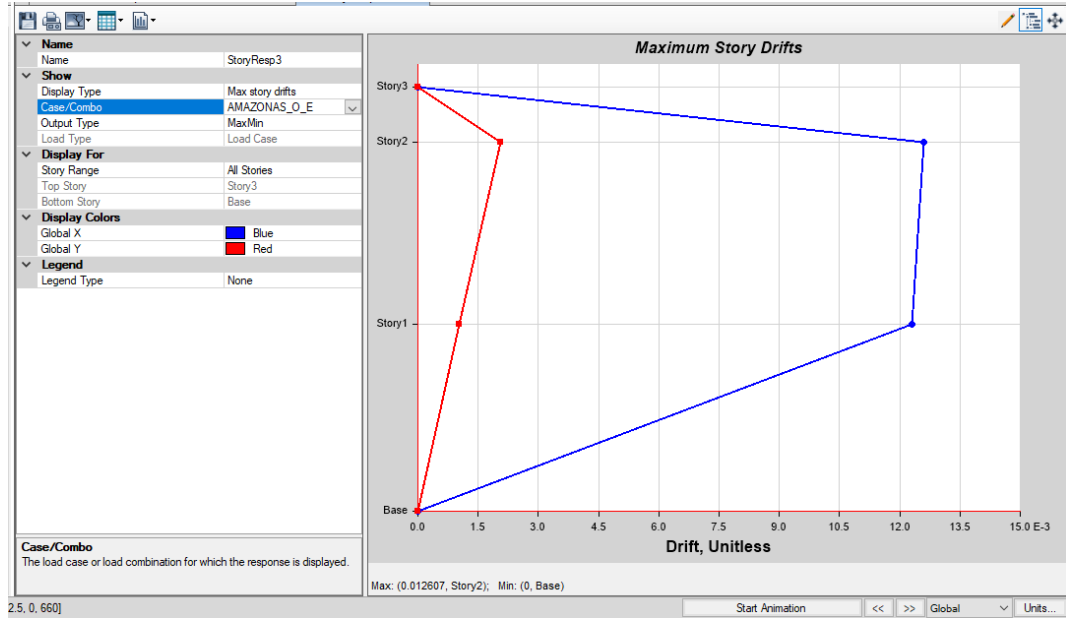 Name
Name StoryResp3
Show
Display Type Max story drifts
Case/Combo AMAZONAS_O_E
Output Type MaxMin
Load Type Load Case
Display For
Story Range All Stories
Top Story Story3
Bottom Story Base
Display Colors
Global X Blue
Global Y Red
Legend
Legend Type None
Case/Combo
The load case or load combination for which the response is displayed.
Maximum Story Drifts
Story3
Story2
Story1
Base
0.0 1.5 3.0 4.5 6.0 7.5 9.0 10.5 12.0 13.5 15.0 E-3
Drift, Unitless
Max: (0.012607, Story2); Min: (0, Base)
2.5, 0, 660]
Start Animation << >> Global Units...